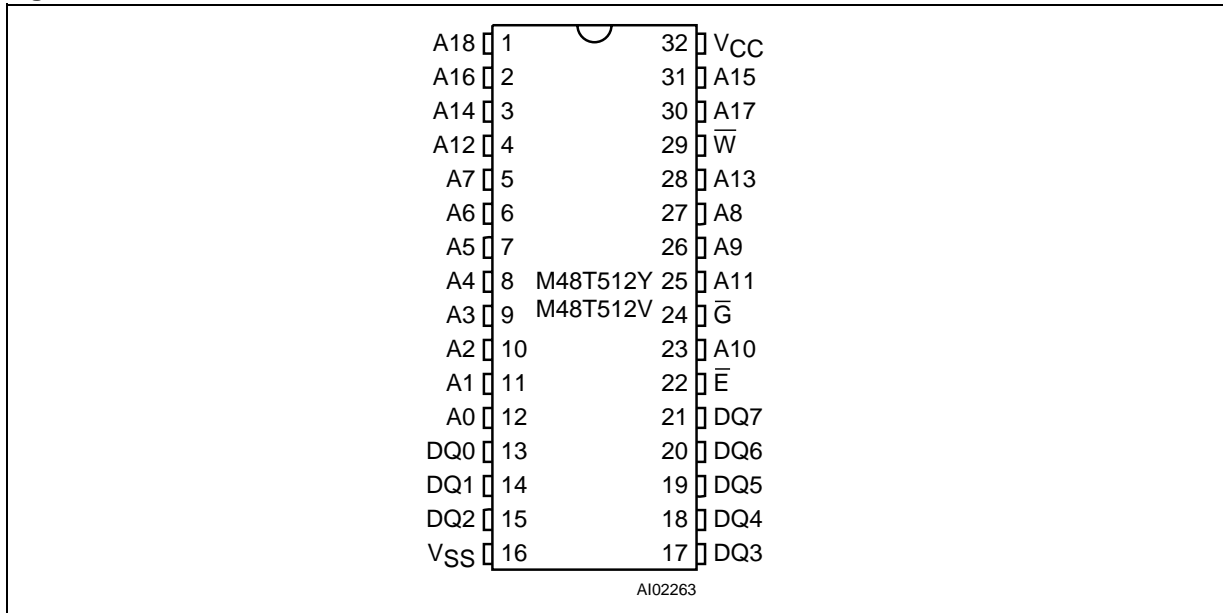 A18 1 32 VCC
A16 2 31 A15
A14 3 30 A17
A12 4 29 W̅
A7 5 28 A13
A6 6 27 A8
A5 7 26 A9
A4 8 M48T512Y 25 A11
A3 9 M48T512V 24 G̅
A2 10 23 A10
A1 11 22 E̅
A0 12 21 DQ7
DQ0 13 20 DQ6
DQ1 14 19 DQ5
DQ2 15 18 DQ4
VSS 16 17 DQ3
AI02263